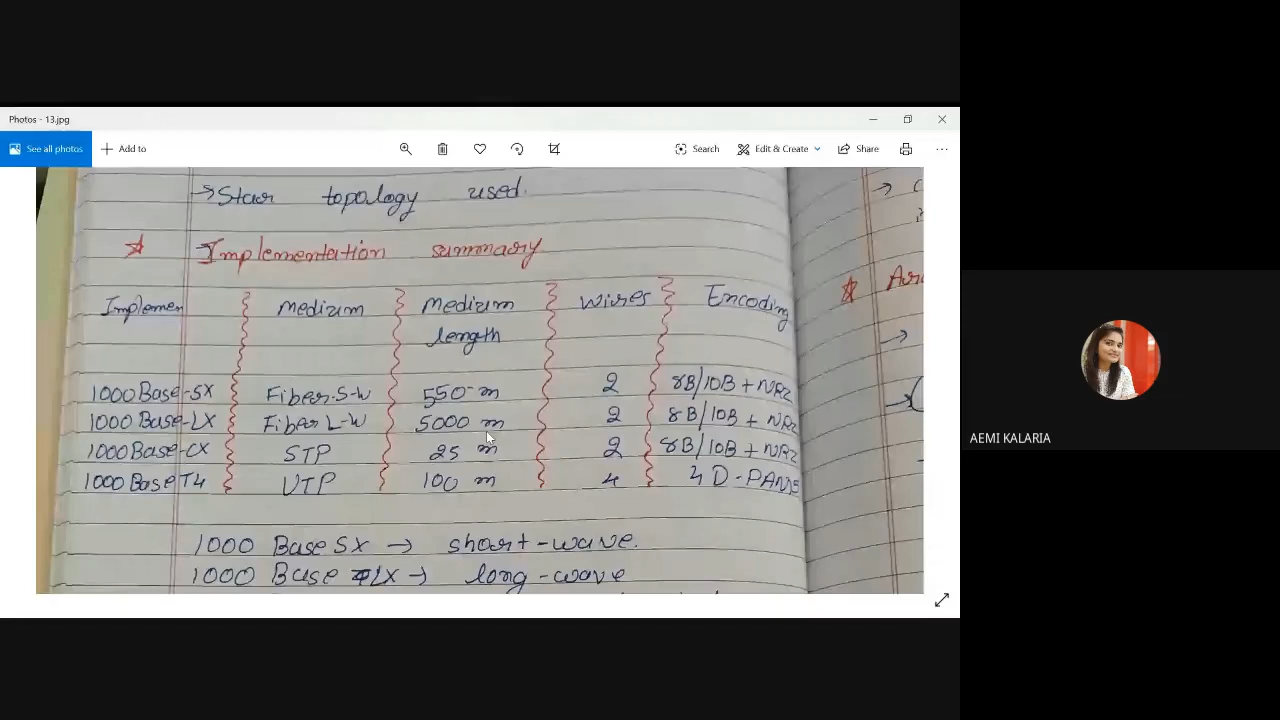 Photos - 13.jpg
See all photos
Add to
Search
Edit & Create
Share
→ Star topology used.
Implementation summary
Implemen Medium Medium length Wires Encoding
1000 Base-SX Fiber S-W 550 m 2 8B/10B + NRZ
1000 Base-LX Fiber L-W 5000 m 2 8B/10B + NRZ
1000 Base-CX STP 25 m 2 8B/10B + NRZ
1000 Base T4 UTP 100 m 4 4D-PAM5
1000 Base SX → short-wave.
1000 Base LX → long-wave
AEMI KALARIA